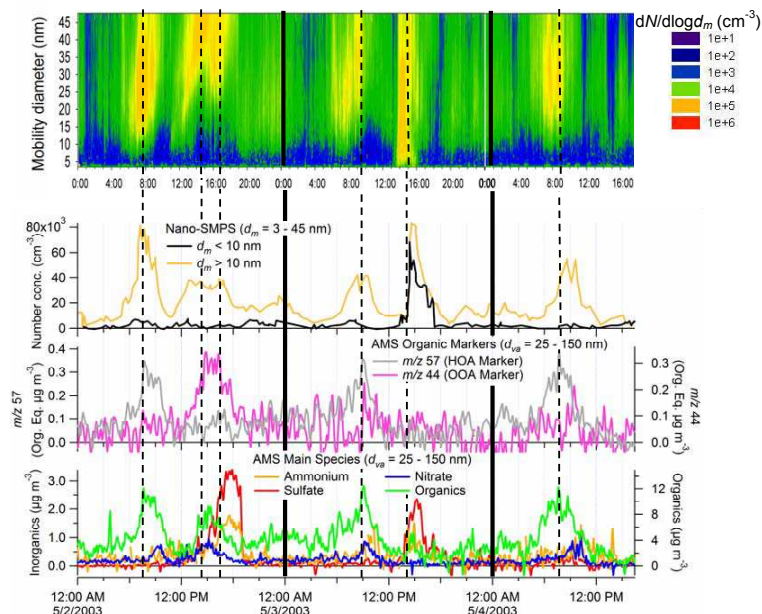 dN/dlogdm (cm-3)
1e+1
1e+2
1e+3
1e+4
1e+5
1e+6
Mobility diameter (nm)
45
40
35
30
25
20
15
10
5
0:00 4:00 8:00 12:00 16:00 20:00 0:00 4:00 8:00 12:00 16:00 20:00 0:00 4:00 8:00 12:00 16:00
Number conc. (cm-3)
80x103
60
40
20
0
Nano-SMPS (dm = 3 - 45 nm)
dm < 10 nm
dm > 10 nm
m/z 57
(Org. Eq. µg m-3)
0.4
0.3
0.2
0.1
0.0
AMS Organic Markers (dva = 25 - 150 nm)
m/z 57 (HOA Marker)
m/z 44 (OOA Marker)
0.3
0.2
0.1
0.0
m/z 44
(Org. Eq. µg m-3)
Inorganics (µg m-3)
3.0
2.0
1.0
0.0
AMS Main Species (dva = 25 - 150 nm)
Ammonium Nitrate
Sulfate Organics
12
8
4
0
Organics (µg m-3)
12:00 AM 12:00 PM 12:00 AM 12:00 PM 12:00 AM 12:00 PM
5/2/2003 5/3/2003 5/4/2003